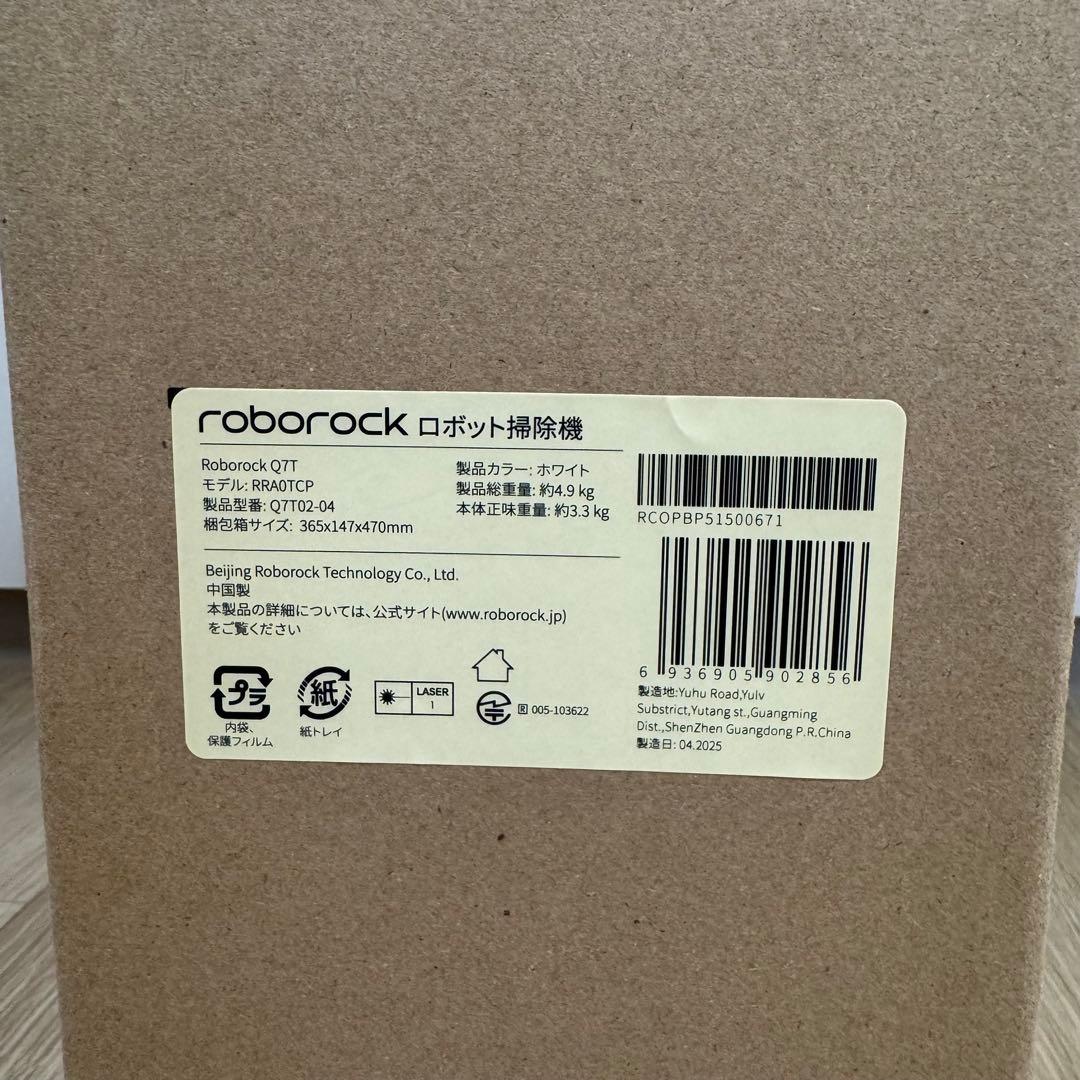 roborock ロボット掃除機
Roborock Q7T
モデル: RRA0TCP
製品型番: Q7T02-04
梱包箱サイズ: 365x147x470mm
製品カラー: ホワイト
製品総重量: 約4.9 kg
本体正味重量: 約3.3 kg
RCOPBP51500671
6 936905 902856
Beijing Roborock Technology Co., Ltd.
中国製
本製品の詳細については、公式サイト(www.roborock.jp)
をご覧ください
プラ
内袋、
保護フィルム
紙
紙トレイ
LASER
1
R 005-103622
製造地:Yuhu Road,Yulv
Substrict,Yutang st.,Guangming
Dist.,ShenZhen Guangdong P.R.China
製造日: 04.2025